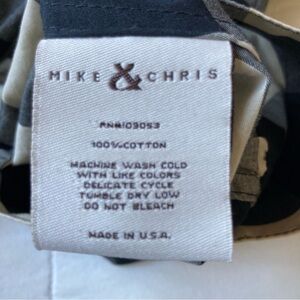 MIKE & CHRIS
100% COTTON
MACHINE WASH COLD
WITH LIKE COLORS
DELICATE CYCLE
TUMBLE DRY LOW
DO NOT BLEACH
MADE IN U.S.A.